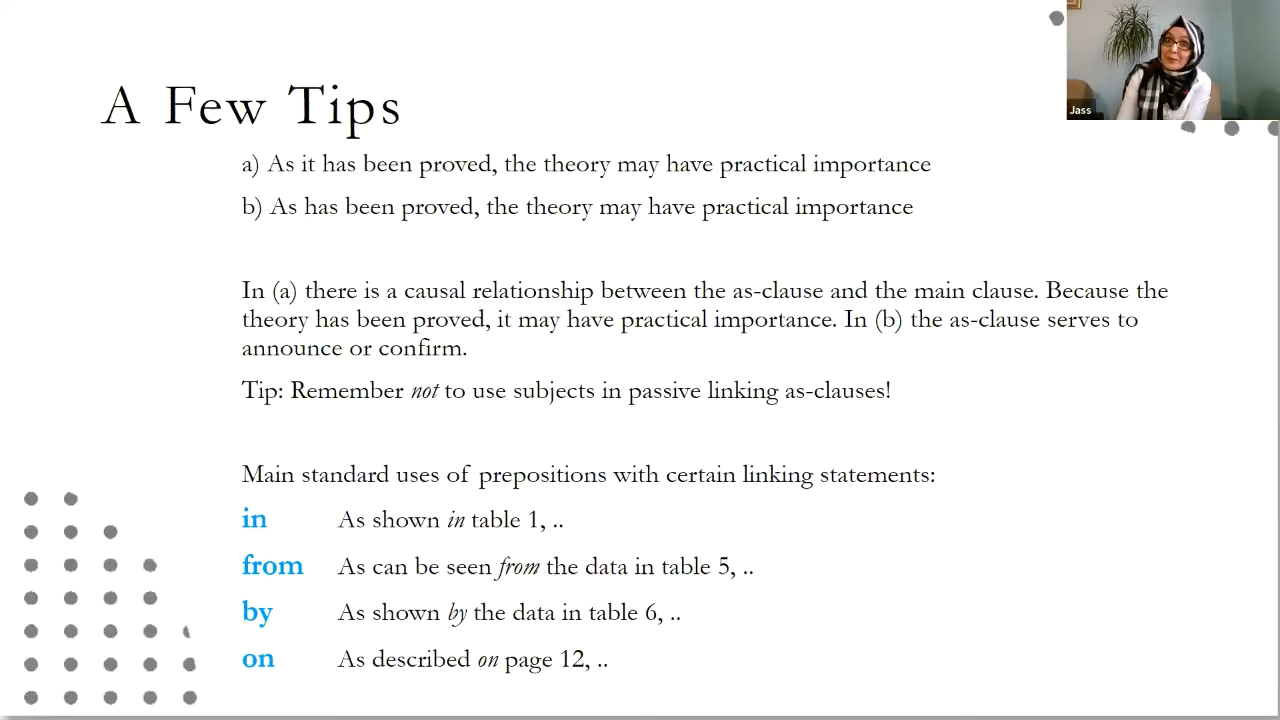 Jass
A Few Tips
a) As it has been proved, the theory may have practical importance
b) As has been proved, the theory may have practical importance
In (a) there is a causal relationship between the as-clause and the main clause. Because the
theory has been proved, it may have practical importance. In (b) the as-clause serves to
announce or confirm.
Tip: Remember not to use subjects in passive linking as-clauses!
Main standard uses of prepositions with certain linking statements:
in As shown in table 1, ..
from As can be seen from the data in table 5, ..
by As shown by the data in table 6, ..
on As described on page 12, ..